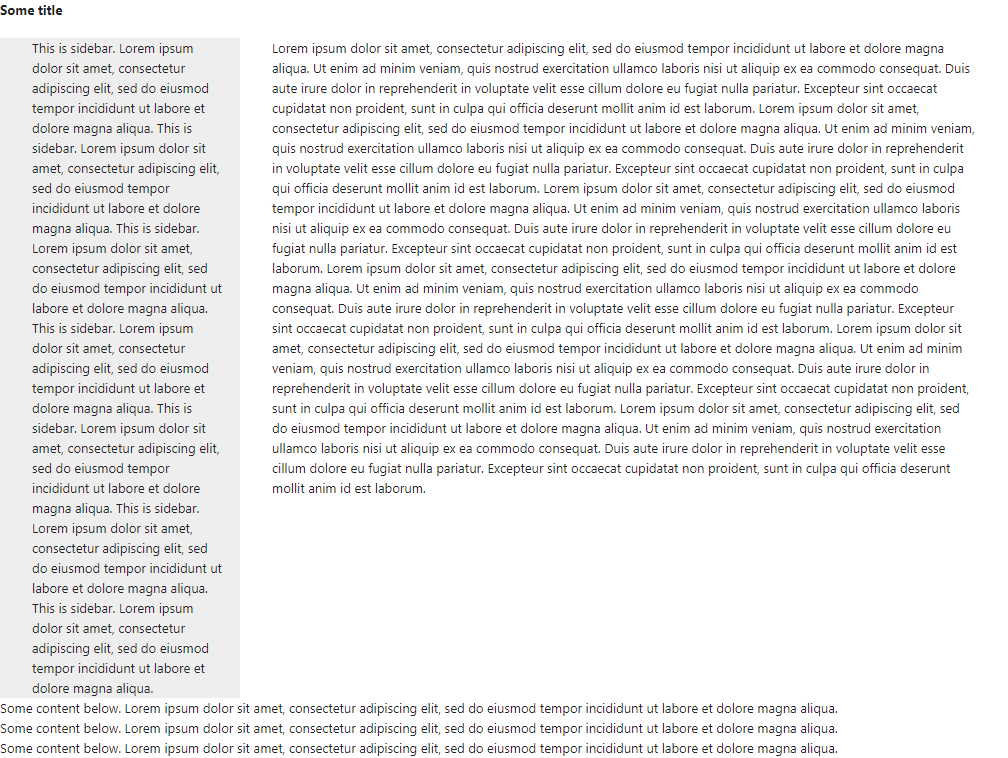 Some title
This is sidebar. Lorem ipsum
dolor sit amet, consectetur
adipiscing elit, sed do eiusmod
tempor incididunt ut labore et
dolore magna aliqua. This is
sidebar. Lorem ipsum dolor sit
amet, consectetur adipiscing elit,
sed do eiusmod tempor
incididunt ut labore et dolore
magna aliqua. This is sidebar.
Lorem ipsum dolor sit amet,
consectetur adipiscing elit, sed
do eiusmod tempor incididunt ut
labore et dolore magna aliqua.
This is sidebar. Lorem ipsum
dolor sit amet, consectetur
adipiscing elit, sed do eiusmod
tempor incididunt ut labore et
dolore magna aliqua. This is
sidebar. Lorem ipsum dolor sit
amet, consectetur adipiscing elit,
sed do eiusmod tempor
incididunt ut labore et dolore
magna aliqua. This is sidebar.
Lorem ipsum dolor sit amet,
consectetur adipiscing elit, sed
do eiusmod tempor incididunt ut
labore et dolore magna aliqua.
This is sidebar. Lorem ipsum
dolor sit amet, consectetur
adipiscing elit, sed do eiusmod
tempor incididunt ut labore et
dolore magna aliqua.
Lorem ipsum dolor sit amet, consectetur adipiscing elit, sed do eiusmod tempor incididunt ut labore et dolore magna
aliqua. Ut enim ad minim veniam, quis nostrud exercitation ullamco laboris nisi ut aliquip ex ea commodo consequat. Duis
aute irure dolor in reprehenderit in voluptate velit esse cillum dolore eu fugiat nulla pariatur. Excepteur sint occaecat
cupidatat non proident, sunt in culpa qui officia deserunt mollit anim id est laborum. Lorem ipsum dolor sit amet,
consectetur adipiscing elit, sed do eiusmod tempor incididunt ut labore et dolore magna aliqua. Ut enim ad minim veniam,
quis nostrud exercitation ullamco laboris nisi ut aliquip ex ea commodo consequat. Duis aute irure dolor in reprehenderit
in voluptate velit esse cillum dolore eu fugiat nulla pariatur. Excepteur sint occaecat cupidatat non proident, sunt in culpa
qui officia deserunt mollit anim id est laborum. Lorem ipsum dolor sit amet, consectetur adipiscing elit, sed do eiusmod
tempor incididunt ut labore et dolore magna aliqua. Ut enim ad minim veniam, quis nostrud exercitation ullamco laboris
nisi ut aliquip ex ea commodo consequat. Duis aute irure dolor in reprehenderit in voluptate velit esse cillum dolore eu
fugiat nulla pariatur. Excepteur sint occaecat cupidatat non proident, sunt in culpa qui officia deserunt mollit anim id est
laborum. Lorem ipsum dolor sit amet, consectetur adipiscing elit, sed do eiusmod tempor incididunt ut labore et dolore
magna aliqua. Ut enim ad minim veniam, quis nostrud exercitation ullamco laboris nisi ut aliquip ex ea commodo
consequat. Duis aute irure dolor in reprehenderit in voluptate velit esse cillum dolore eu fugiat nulla pariatur. Excepteur
sint occaecat cupidatat non proident, sunt in culpa qui officia deserunt mollit anim id est laborum. Lorem ipsum dolor sit
amet, consectetur adipiscing elit, sed do eiusmod tempor incididunt ut labore et dolore magna aliqua. Ut enim ad minim
veniam, quis nostrud exercitation ullamco laboris nisi ut aliquip ex ea commodo consequat. Duis aute irure dolor in
reprehenderit in voluptate velit esse cillum dolore eu fugiat nulla pariatur. Excepteur sint occaecat cupidatat non proident,
sunt in culpa qui officia deserunt mollit anim id est laborum. Lorem ipsum dolor sit amet, consectetur adipiscing elit, sed
do eiusmod tempor incididunt ut labore et dolore magna aliqua. Ut enim ad minim veniam, quis nostrud exercitation
ullamco laboris nisi ut aliquip ex ea commodo consequat. Duis aute irure dolor in reprehenderit in voluptate velit esse
cillum dolore eu fugiat nulla pariatur. Excepteur sint occaecat cupidatat non proident, sunt in culpa qui officia deserunt
mollit anim id est laborum.
Some content below. Lorem ipsum dolor sit amet, consectetur adipiscing elit, sed do eiusmod tempor incididunt ut labore et dolore magna aliqua.
Some content below. Lorem ipsum dolor sit amet, consectetur adipiscing elit, sed do eiusmod tempor incididunt ut labore et dolore magna aliqua.
Some content below. Lorem ipsum dolor sit amet, consectetur adipiscing elit, sed do eiusmod tempor incididunt ut labore et dolore magna aliqua.